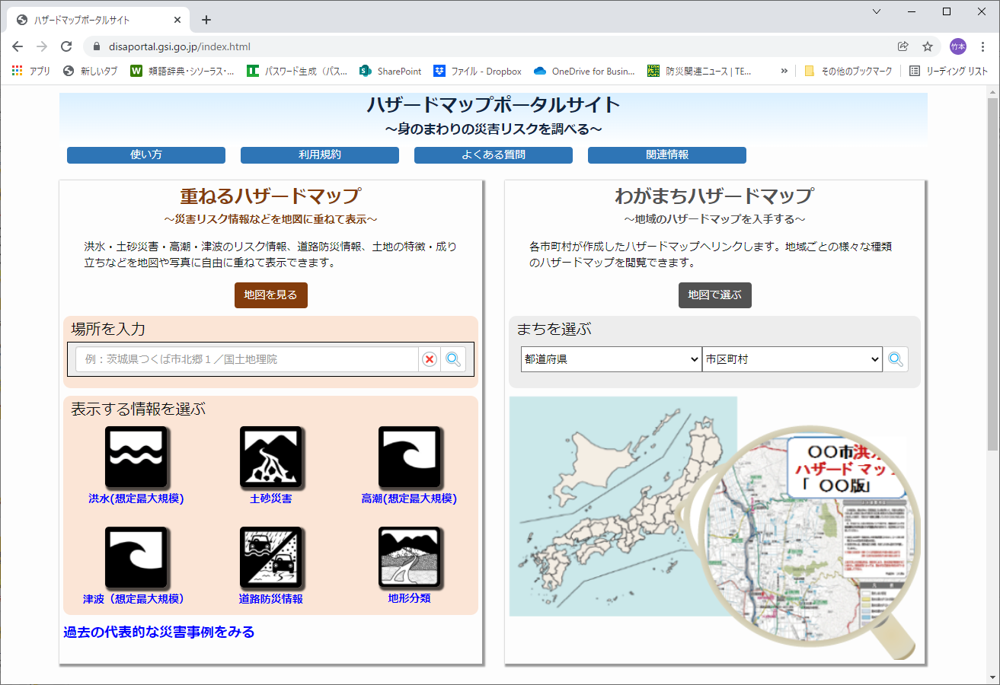 ハザードマップポータルサイト
disaportal.gsi.go.jp/index.html
竹本
アプリ
新しいタブ
W
類語辞典・シソーラス・...
パスワード生成（パス...
SharePoint
ファイル - Dropbox
OneDrive for Busin...
防災関連ニュース | TE...
»
その他のブックマーク
リーディング リスト
ハザードマップポータルサイト
～身のまわりの災害リスクを調べる～
使い方
利用規約
よくある質問
関連情報
重ねるハザードマップ
～災害リスク情報などを地図に重ねて表示～
洪水・土砂災害・高潮・津波のリスク情報、道路防災情報、土地の特徴・成り
立ちなどを地図や写真に自由に重ねて表示できます。
地図を見る
場所を入力
例：茨城県つくば市北郷１／国土地理院
表示する情報を選ぶ
洪水(想定最大規模)
土砂災害
高潮(想定最大規模)
津波（想定最大規模）
道路防災情報
地形分類
過去の代表的な災害事例をみる
わがまちハザードマップ
～地域のハザードマップを入手する～
各市町村が作成したハザードマップへリンクします。地域ごとの様々な種類
のハザードマップを閲覧できます。
地図で選ぶ
まちを選ぶ
都道府県
市区町村
〇〇市洪水
ハザードマップ
「 〇〇版」